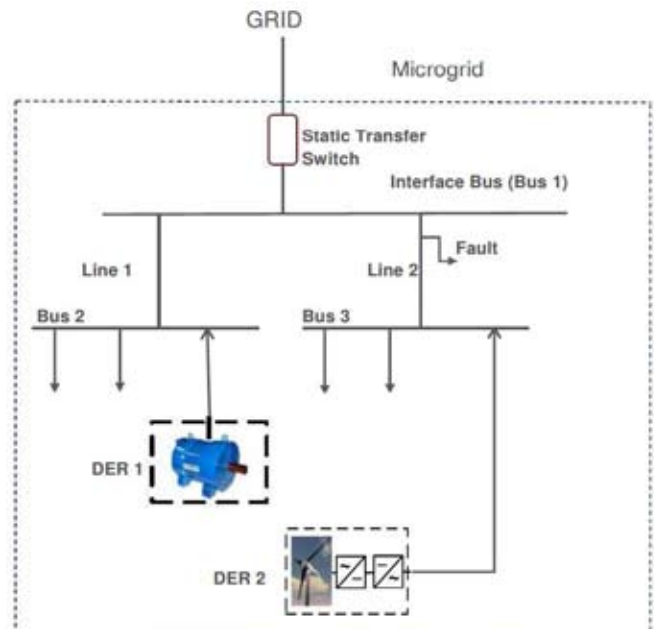 GRID
Microgrid
Static Transfer
Switch
Interface Bus (Bus 1)
Fault
Line 1
Line 2
Bus 2
Bus 3
DER 1
DER 2